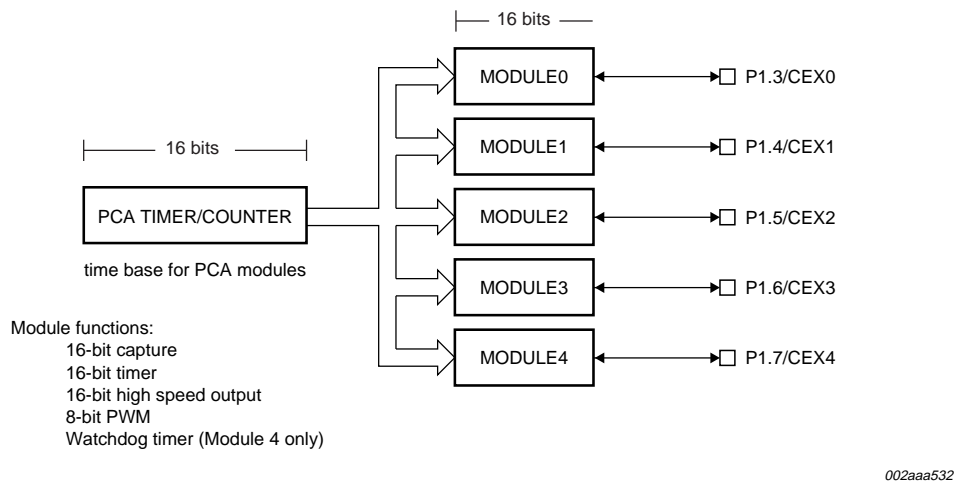 16 bits
MODULE0
P1.3/CEX0
MODULE1
P1.4/CEX1
16 bits
PCA TIMER/COUNTER
MODULE2
P1.5/CEX2
time base for PCA modules
MODULE3
P1.6/CEX3
Module functions:
16-bit capture
16-bit timer
16-bit high speed output
8-bit PWM
Watchdog timer (Module 4 only)
MODULE4
P1.7/CEX4
002aaa532